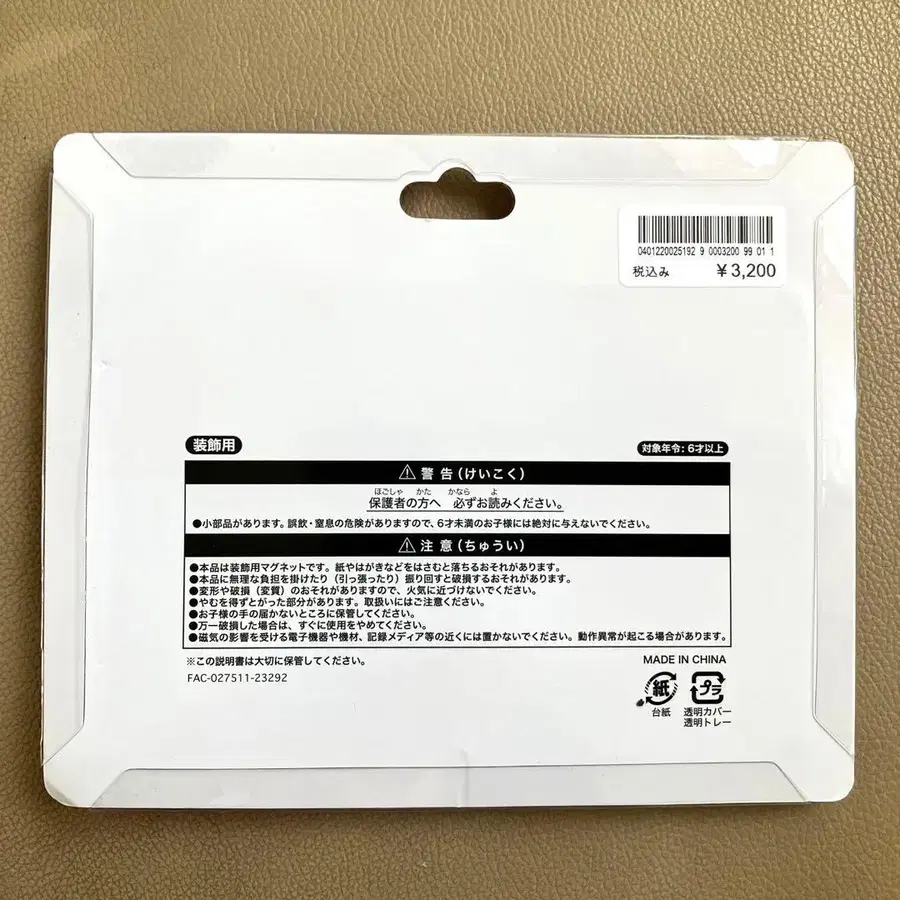 0401220025192 9 0003200 99 01 1
税込み ¥3,200
装飾用
対象年令:6才以上
⚠警告(けいこく)
ほごしゃ かた かなら よ
保護者の方へ 必ずお読みください。
●小部品があります。誤飲・窒息の危険がありますので、6才未満のお子様には絶対に与えないでください。
⚠注意(ちゅうい)
●本品は装飾用マグネットです。紙やはがきなどをはさむと落ちるおそれがあります。
●本品に無理な負担を掛けたり(引っ張ったり)振り回すと破損するおそれがあります。
●変形や破損(変質)のおそれがありますので、火気に近づけないでください。
●やむを得ずとがった部分があります。取扱いにはご注意ください。
●お子様の手の届かないところに保管してください。
●万一破損した場合は、すぐに使用をやめてください。
●磁気の影響を受ける電子機器や機材、記録メディア等の近くには置かないでください。動作異常が起こる場合があります。
※この説明書は大切に保管してください。
MADE IN CHINA
FAC-027511-23292
紙 プラ
台紙 透明カバー
透明トレー